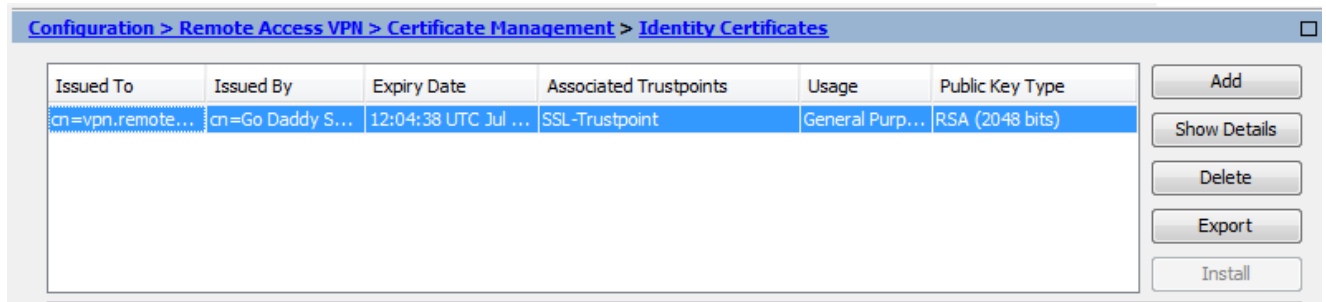 Configuration > Remote Access VPN > Certificate Management > Identity Certificates
Issued To Issued By Expiry Date Associated Trustpoints Usage Public Key Type
cn=vpn.remote... cn=Go Daddy S... 12:04:38 UTC Jul ... SSL-Trustpoint General Purp... RSA (2048 bits)
Add
Show Details
Delete
Export
Install